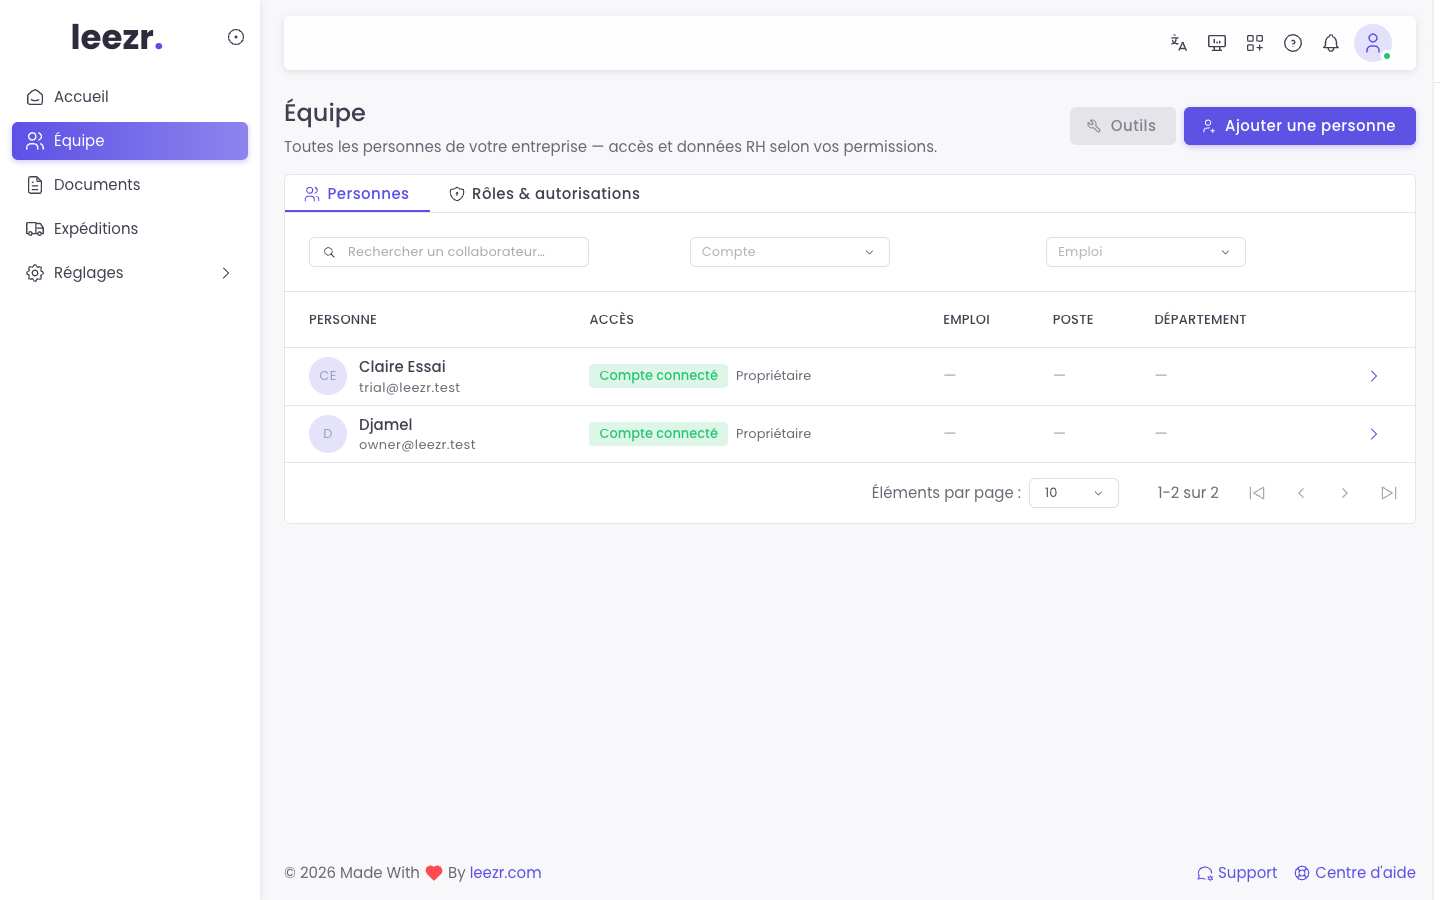 leezr.
Accueil
Équipe
Documents
Expéditions
Réglages
Équipe
Toutes les personnes de votre entreprise — accès et données RH selon vos permissions.
Outils
Ajouter une personne
Personnes
Rôles & autorisations
Rechercher un collaborateur…
Compte
Emploi
PERSONNE ACCÈS EMPLOI POSTE DÉPARTEMENT
CE Claire Essai Compte connecté Propriétaire — — —
trial@leezr.test
D Djamel Compte connecté Propriétaire — — —
owner@leezr.test
Éléments par page : 10 1-2 sur 2
© 2026 Made With By leezr.com
Support Centre d'aide